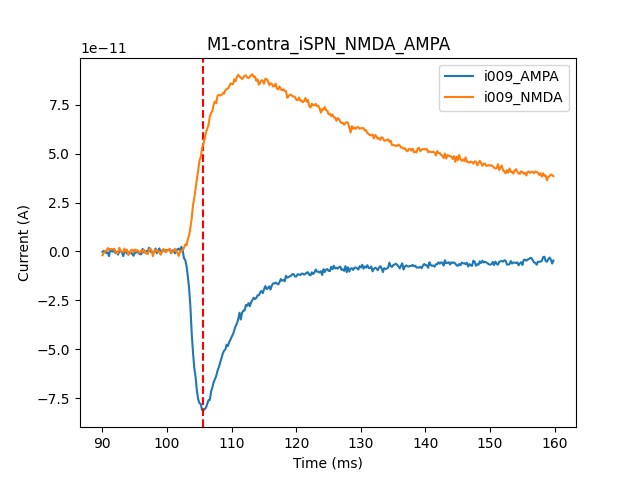 M1-contra_iSPN_NMDA_AMPA
1e−11
i009_AMPA
i009_NMDA
7.5
5.0
2.5
0.0
−2.5
−5.0
−7.5
Current (A)
90 100 110 120 130 140 150 160
Time (ms)